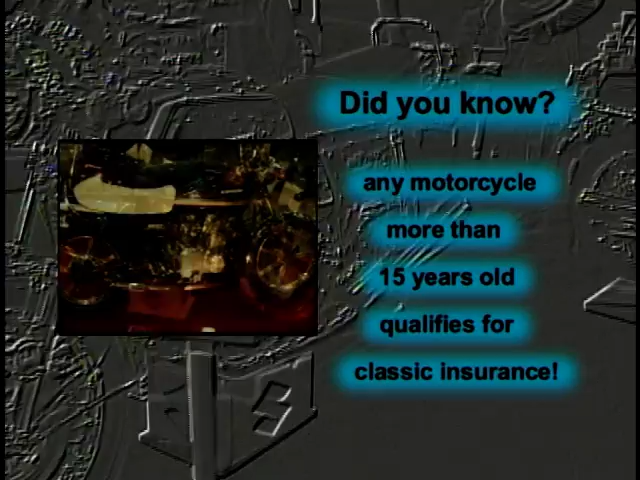 Did you know?
any motorcycle
more than
15 years old
qualifies for
classic insurance!